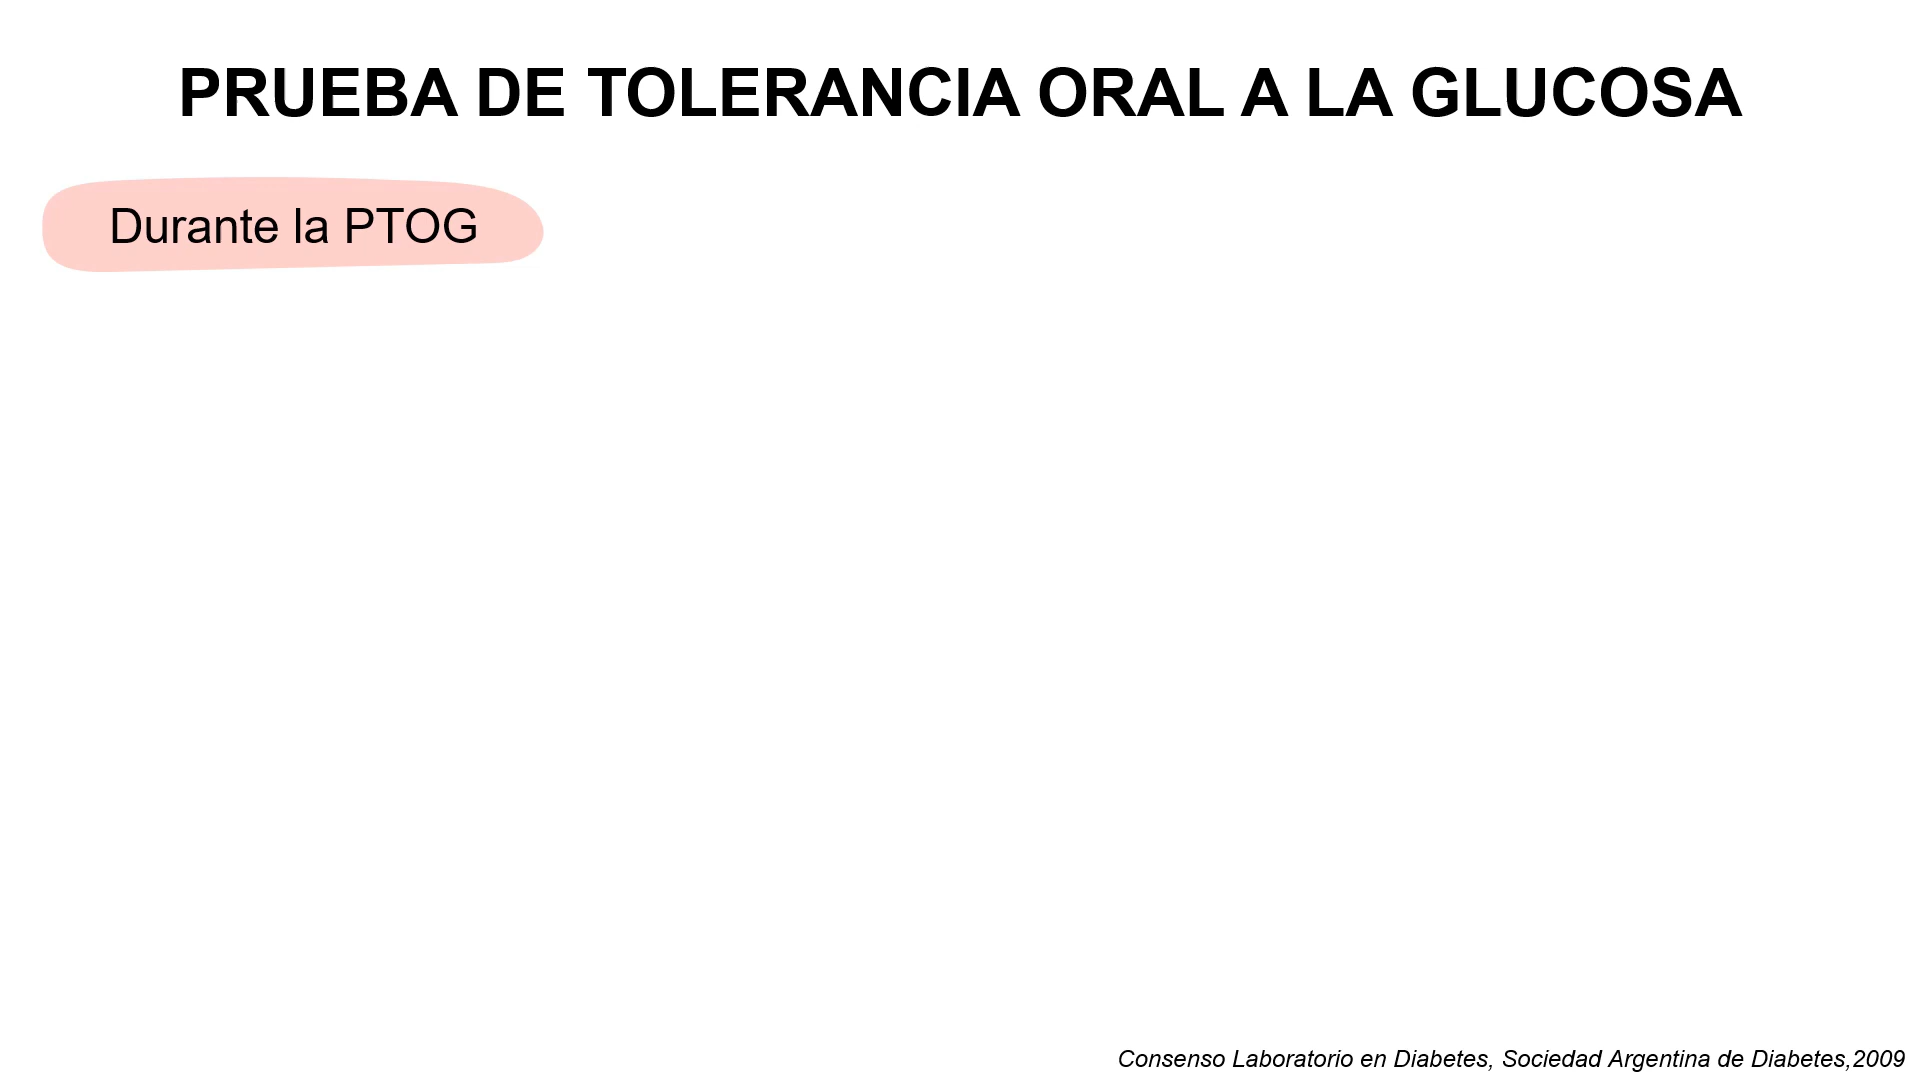 PRUEBA DE TOLERANCIA ORAL A LA GLUCOSA
Durante la PTOG
Consenso Laboratorio en Diabetes, Sociedad Argentina de Diabetes,2009